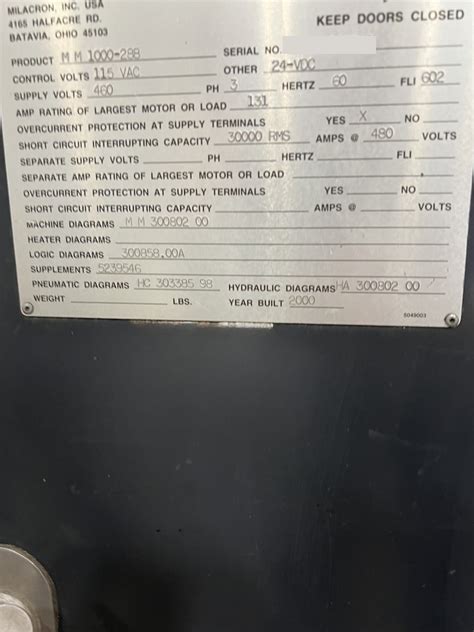 MILACRON, INC. USA
4165 HALFACRE RD.
BATAVIA, OHIO 45103
KEEP DOORS CLOSED
PRODUCT MM 1000-288 SERIAL NO.
CONTROL VOLTS 115 VAC OTHER 24-VDC
SUPPLY VOLTS 460 PH 3 HERTZ 60 FLI 602
AMP RATING OF LARGEST MOTOR OR LOAD 131
OVERCURRENT PROTECTION AT SUPPLY TERMINALS YES X NO
SHORT CIRCUIT INTERRUPTING CAPACITY 30000 RMS AMPS @ 480 VOLTS
SEPARATE SUPPLY VOLTS PH HERTZ FLI
SEPARATE AMP RATING OF LARGEST MOTOR OR LOAD
OVERCURRENT PROTECTION AT SUPPLY TERMINALS YES NO
SHORT CIRCUIT INTERRUPTING CAPACITY AMPS @ VOLTS
MACHINE DIAGRAMS MM 300802 00
HEATER DIAGRAMS
LOGIC DIAGRAMS 300858.00A
SUPPLEMENTS 5239546
PNEUMATIC DIAGRAMS HC 303385 98 HYDRAULIC DIAGRAMS HA 300802 00
WEIGHT LBS. YEAR BUILT 2000
5049003